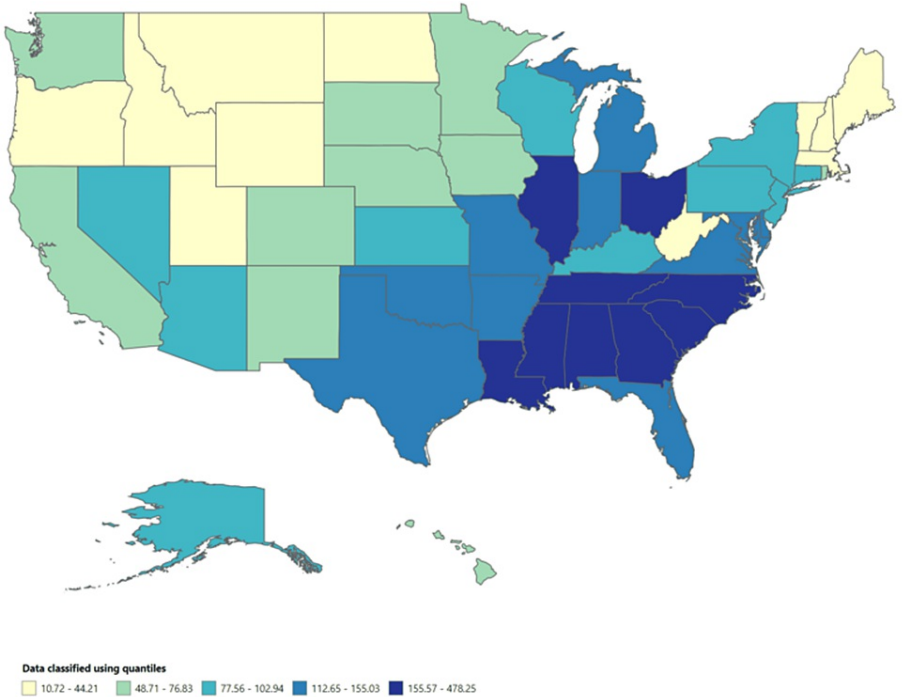 Data classified using quantiles
10.72 - 44.21 48.71 - 76.83 77.56 - 102.94 112.65 - 155.03 155.57 - 478.25